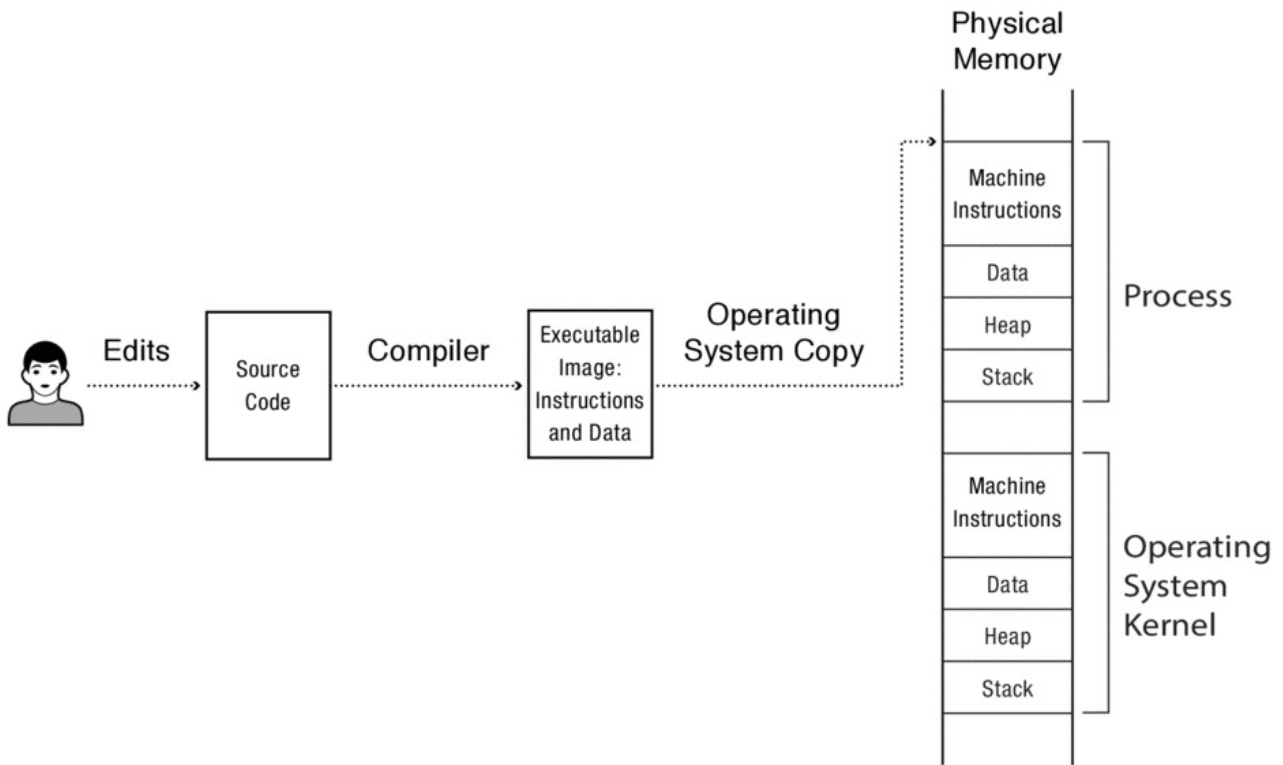 Physical
Memory
Machine
Instructions
Data
Heap
Stack
Process
Edits
Source
Code
Compiler
Executable
Image:
Instructions
and Data
Operating
System Copy
Machine
Instructions
Data
Heap
Stack
Operating
System
Kernel